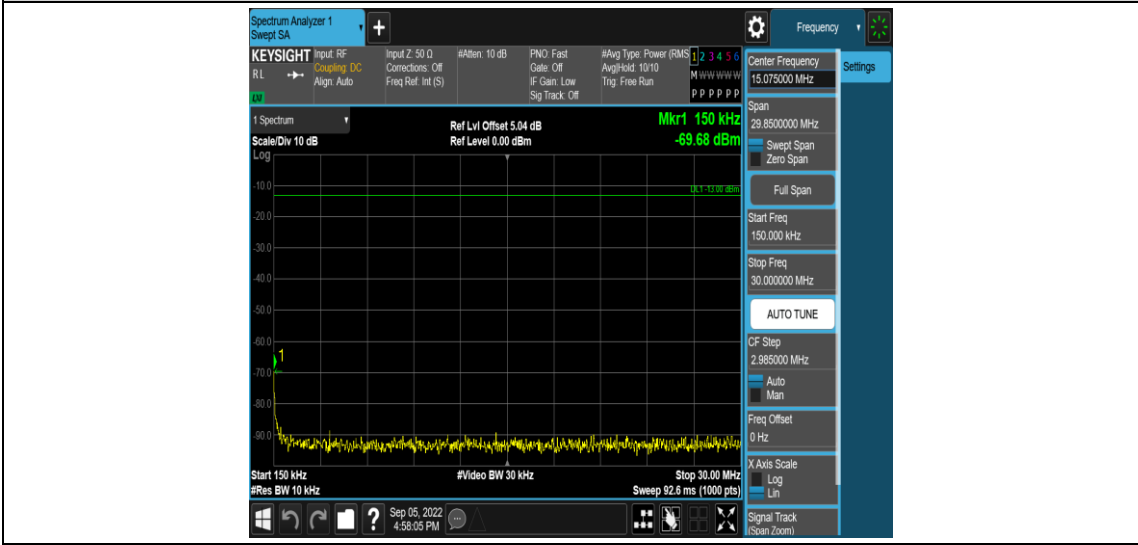 Spectrum Analyzer 1
Swept SA
+
Frequency
KEYSIGHT
RL
LM
Input: RF
Coupling: DC
Align: Auto
Input Z: 50 Ω
Corrections: Off
Freq Ref: Int (S)
#Atten: 10 dB
PNO: Fast
Gate: Off
IF Gain: Low
Sig Track: Off
#Avg Type: Power (RMS
Avg|Hold: 10/10
Trig: Free Run
1 2 3 4 5 6
M W W W W W
P P P P P P
1 Spectrum
Scale/Div 10 dB
Log
Ref Lvl Offset 5.04 dB
Ref Level 0.00 dBm
Mkr1 150 kHz
-69.68 dBm
DL1 -13.00 dBm
-10.0
-20.0
-30.0
-40.0
-50.0
-60.0
1
-70.0
-80.0
-90.0
Start 150 kHz
#Video BW 30 kHz
Stop 30.00 MHz
#Res BW 10 kHz
Sweep 92.6 ms (1000 pts)
?
Sep 05, 2022
4:58:05 PM
Center Frequency
15.075000 MHz
Settings
Span
29.8500000 MHz
Swept Span
Zero Span
Full Span
Start Freq
150.000 kHz
Stop Freq
30.000000 MHz
AUTO TUNE
CF Step
2.985000 MHz
Auto
Man
Freq Offset
0 Hz
X Axis Scale
Log
Lin
Signal Track
(Span Zoom)